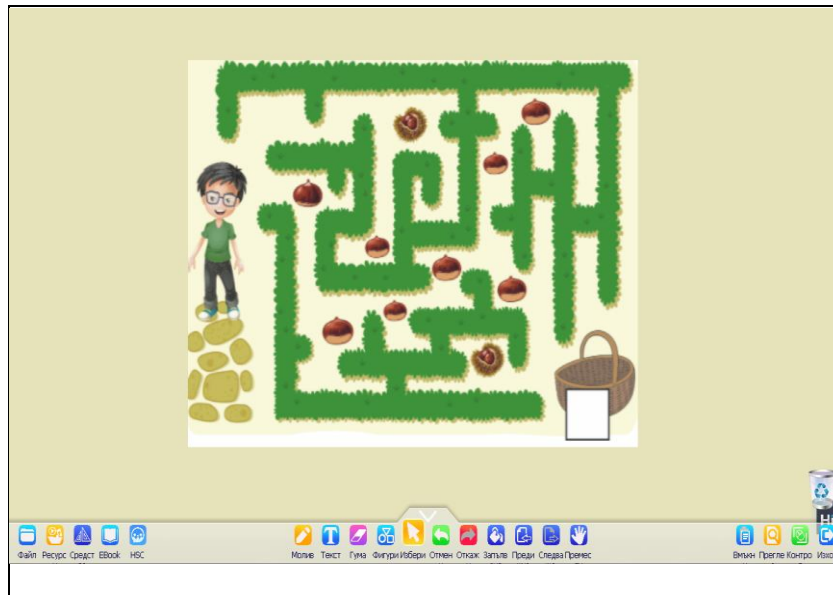 Файл Ресурс Средст EBook HSC Молив Текст Гума Фигури Избери Отмен Откаж Запълв Преди Следва Премес Вмъкн Прегле Контро Изхо